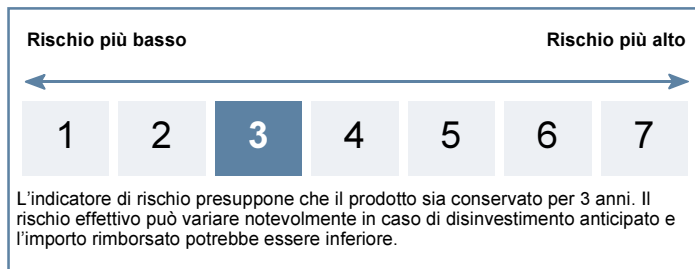 Rischio più basso Rischio più alto
1 2 3 4 5 6 7
L'indicatore di rischio presuppone che il prodotto sia conservato per 3 anni. Il
rischio effettivo può variare notevolmente in caso di disinvestimento anticipato e
l'importo rimborsato potrebbe essere inferiore.